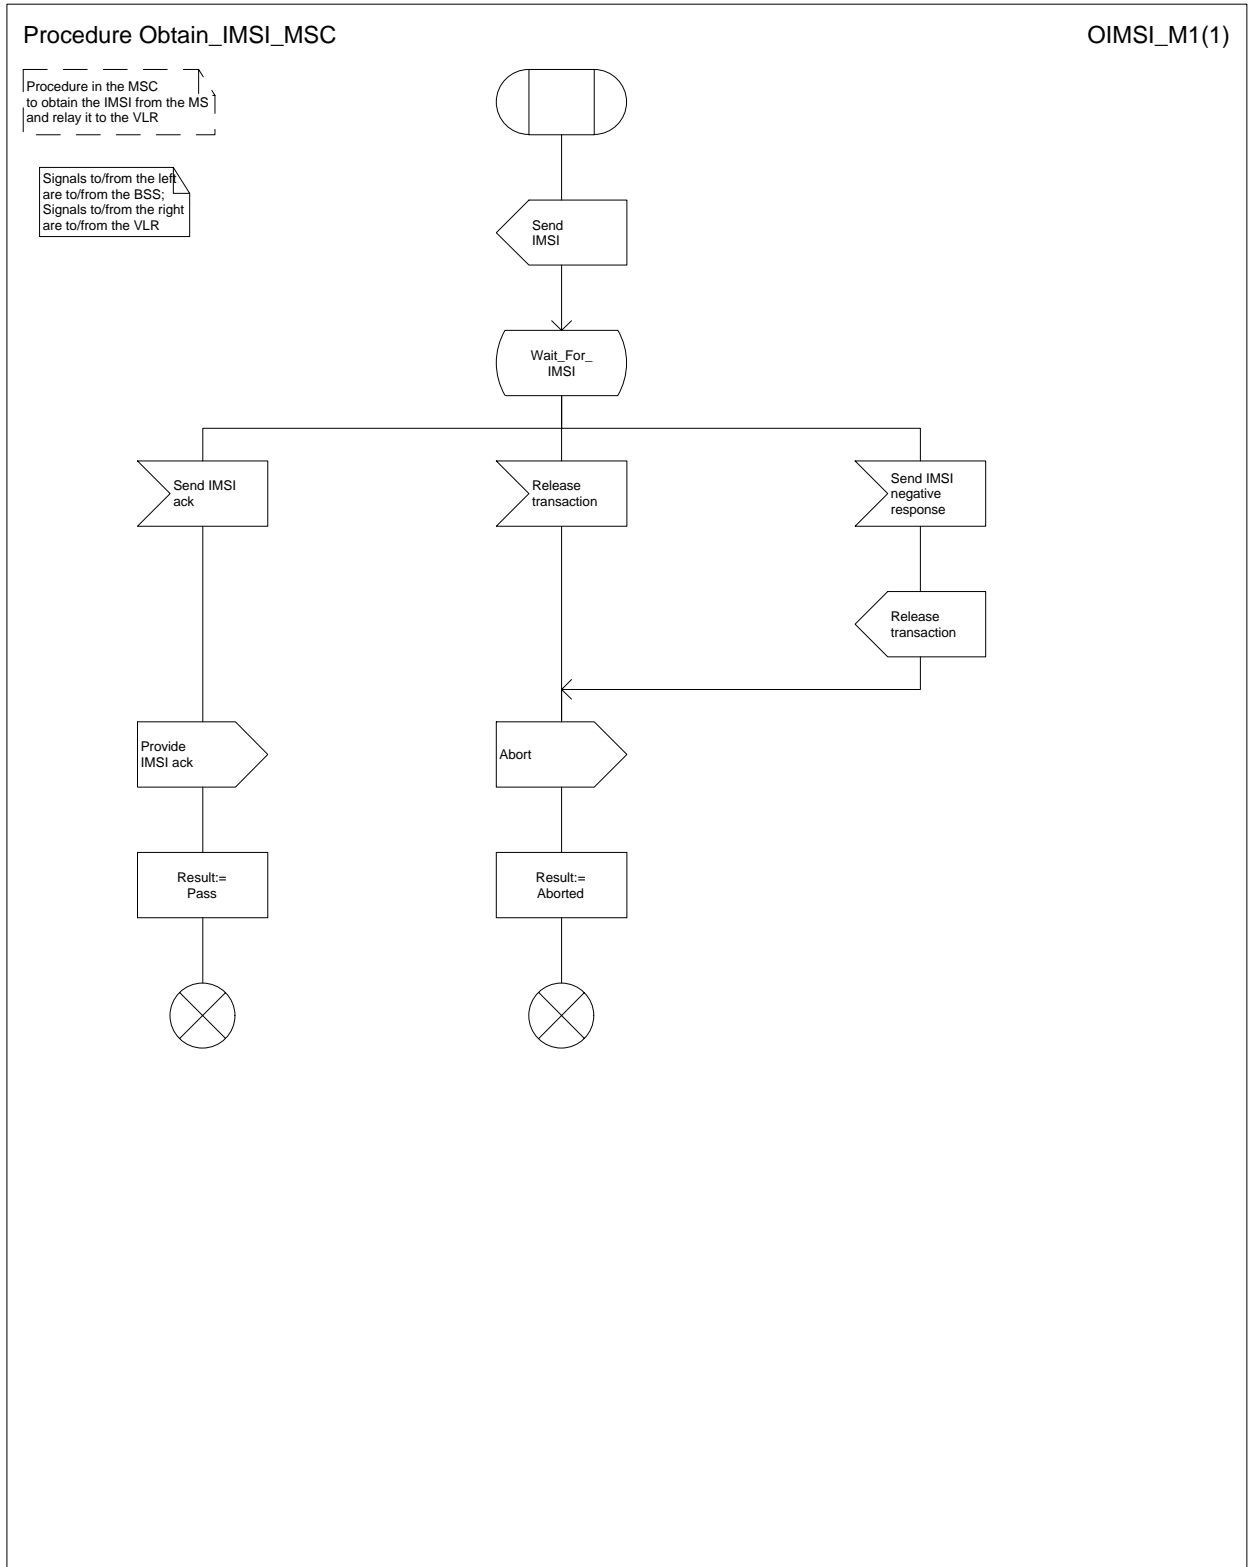 Procedure Obtain_IMSI_MSC
OIMSI_M1(1)
Procedure in the MSC
to obtain the IMSI from the MS
and relay it to the VLR
Signals to/from the left
are to/from the BSS;
Signals to/from the right
are to/from the VLR
Send
IMSI
Wait_For_
IMSI
Send IMSI
ack
Release
transaction
Send IMSI
negative
response
Release
transaction
Provide
IMSI ack
Abort
Result:=
Pass
Result:=
Aborted